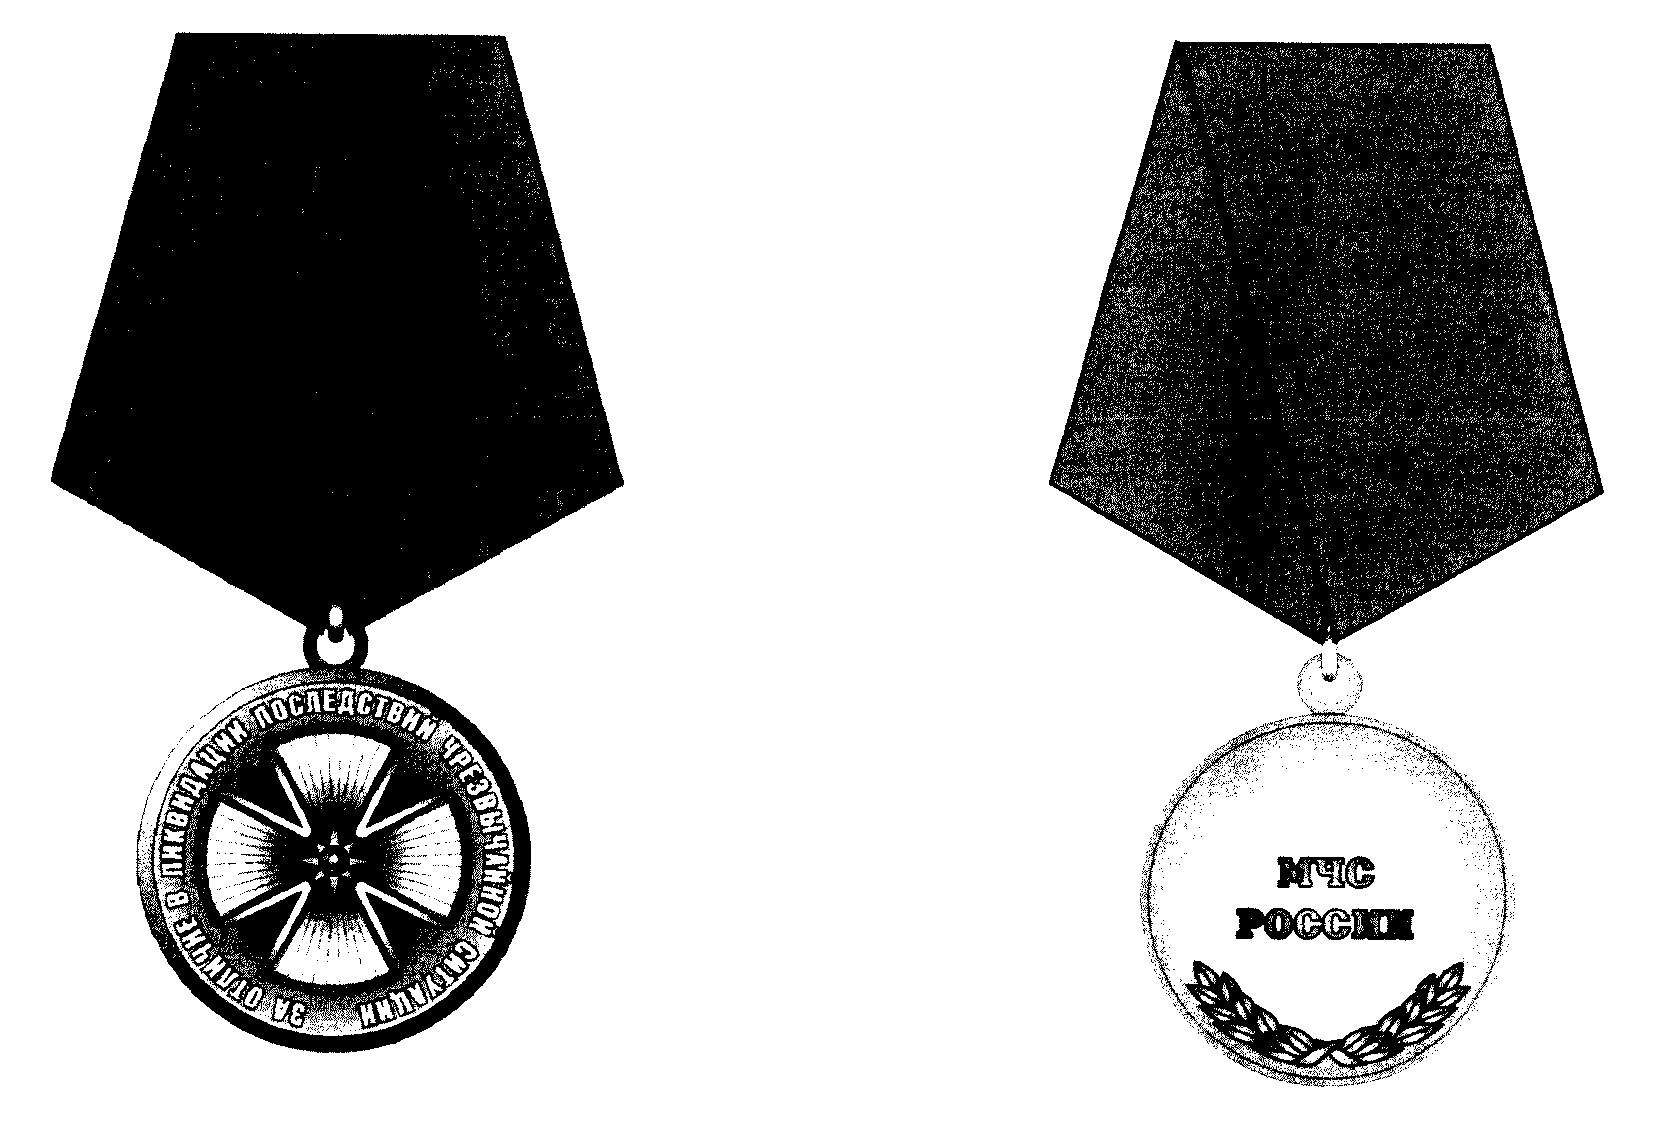 ЗА ОТЛИЧИЕ В ЛИКВИДАЦИИ ПОСЛЕДСТВИЙ ЧРЕЗВЫЧАЙНОЙ СИТУАЦИИ
МЧС
РОССИИ